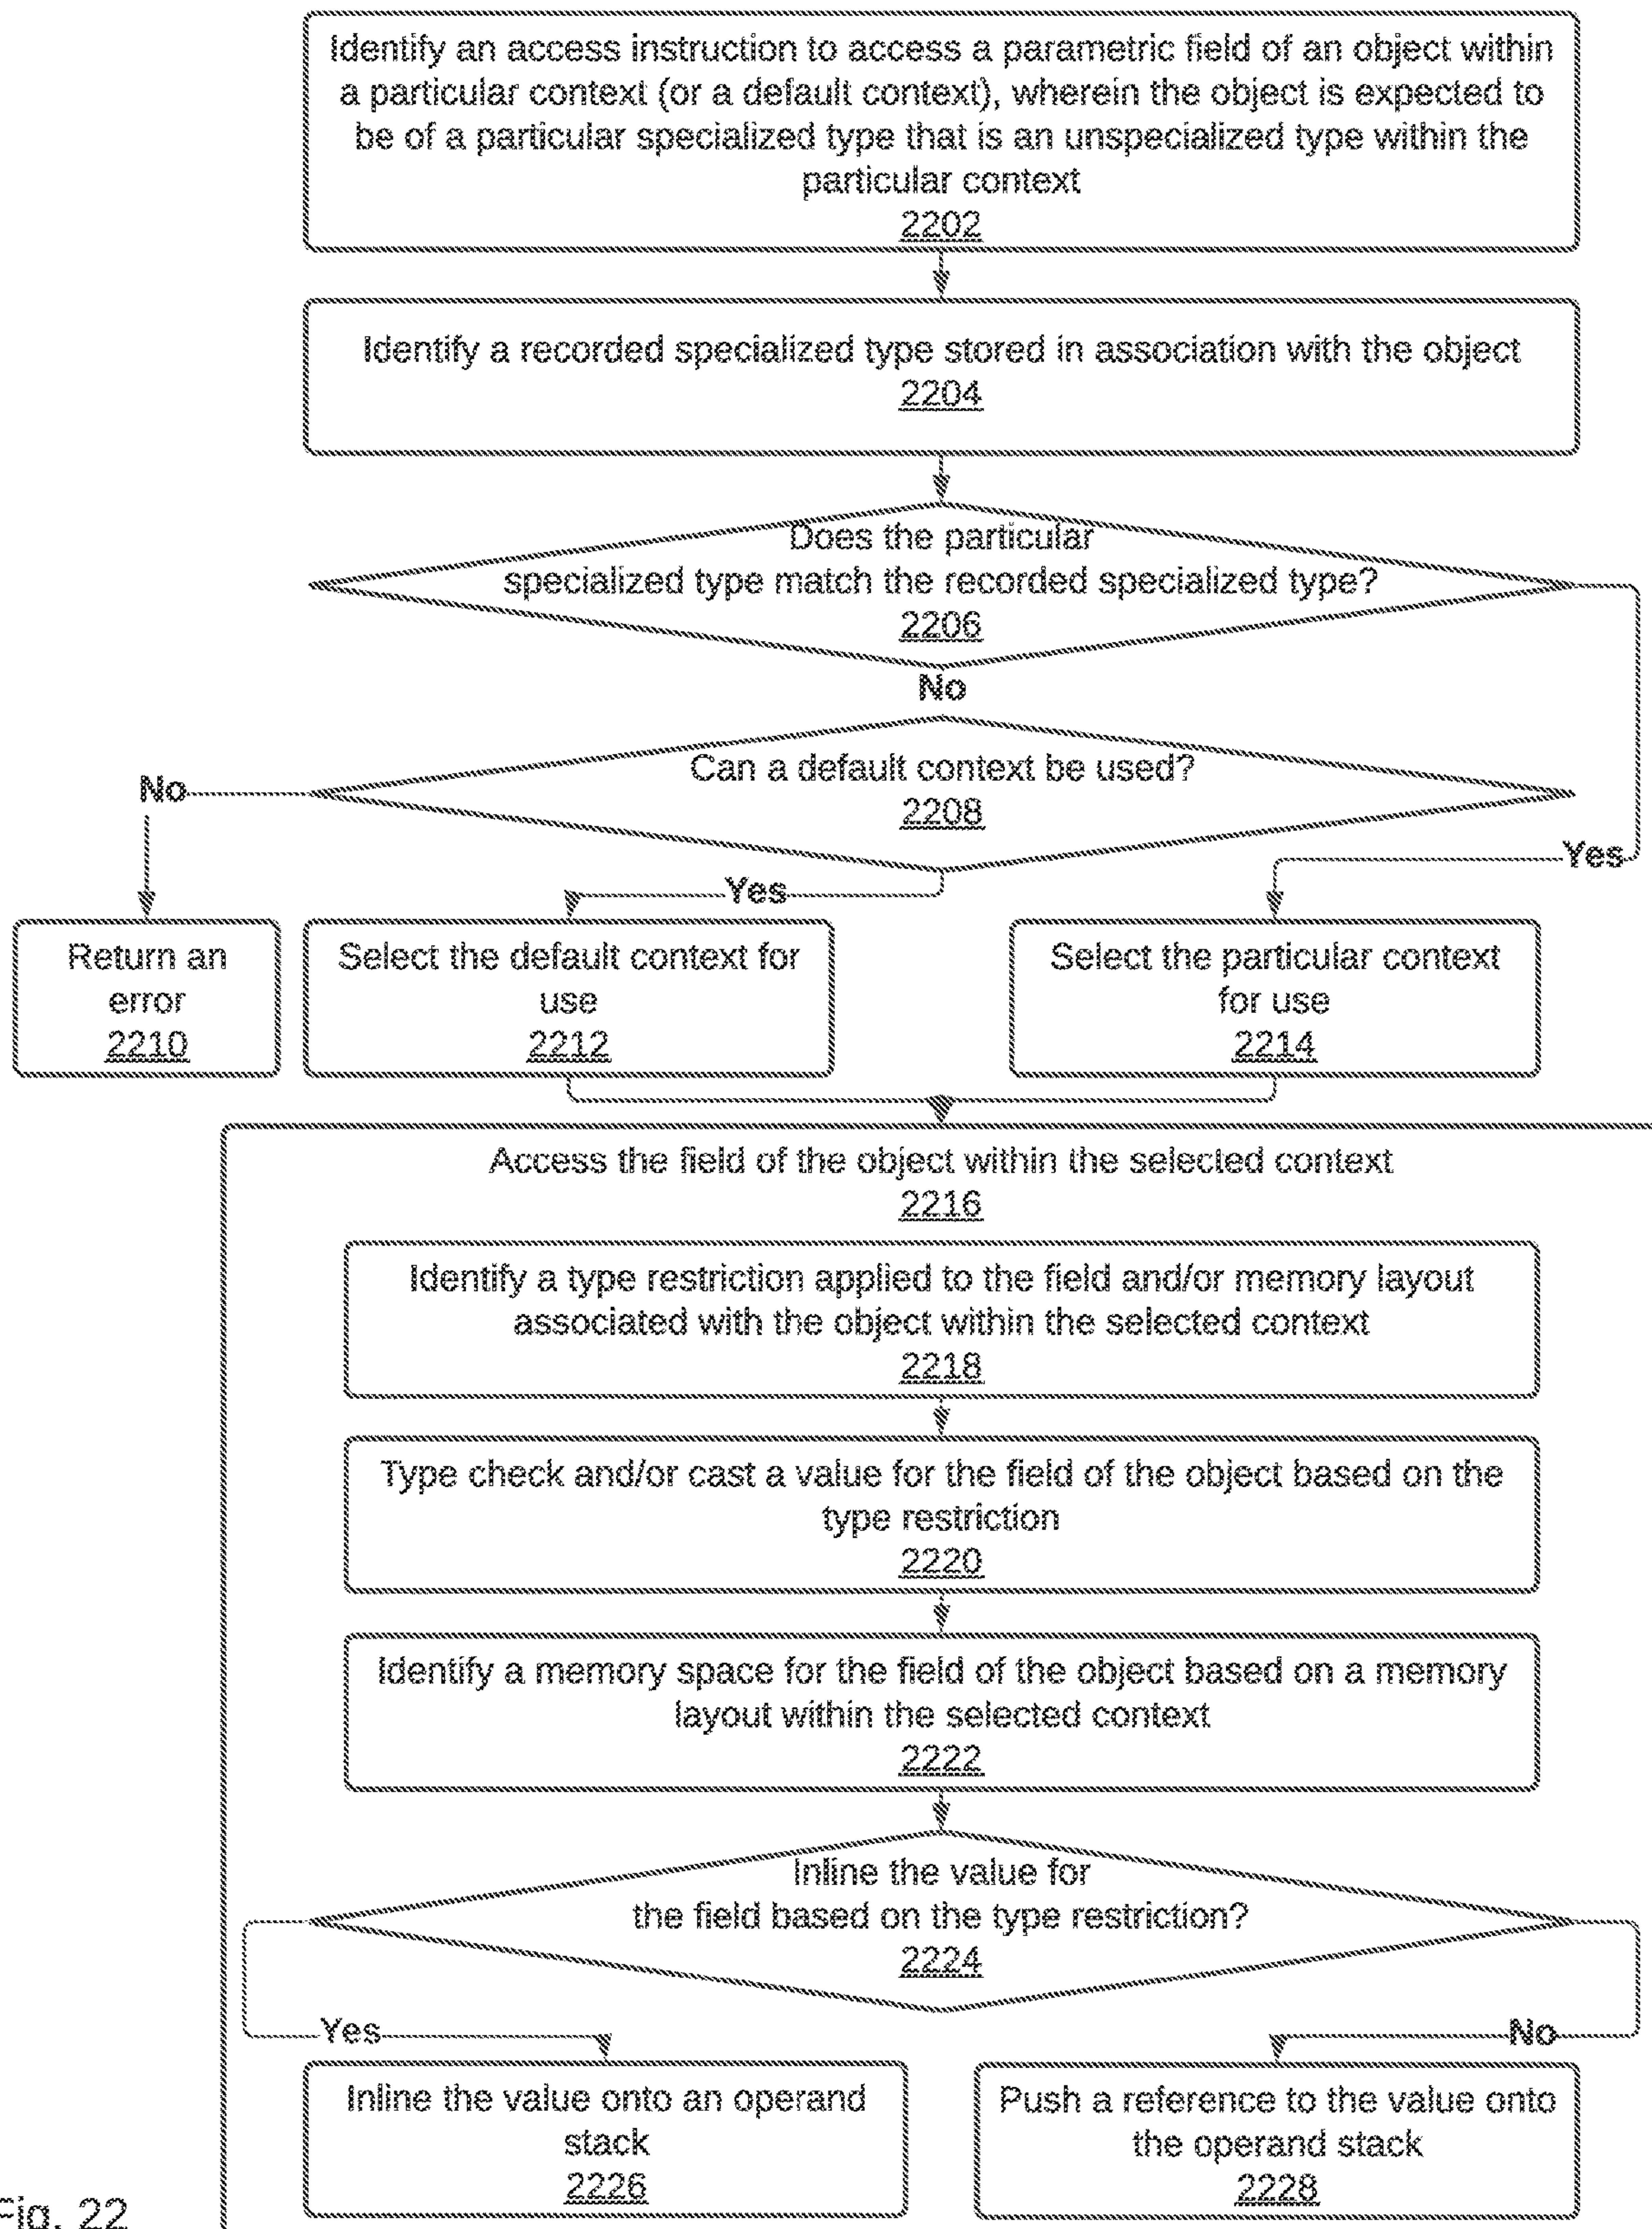 Identify an access instruction to access a parametric field of an object within
a particular context (or a default context), wherein the object is expected to
be of a particular specialized type that is an unspecialized type within the
particular context
2202
Identify a recorded specialized type stored in association with the object
2204
Does the particular
specialized type match the recorded specialized type?
2206
No
Can a default context be used?
2208
No
Yes
Yes
Return an
error
2210
Select the default context for
use
2212
Select the particular context
for use
2214
Access the field of the object within the selected context
2216
Identify a type restriction applied to the field and/or memory layout
associated with the object within the selected context
2218
Type check and/or cast a value for the field of the object based on the
type restriction
2220
Identify a memory space for the field of the object based on a memory
layout within the selected context
2222
Inline the value for
the field based on the type restriction?
2224
Yes
No
Inline the value onto an operand
stack
2226
Push a reference to the value onto
the operand stack
2228
Fig. 22